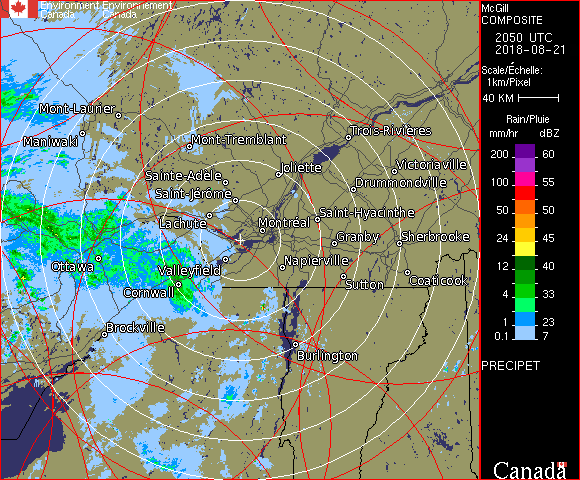 Environment Environnement
Canada Canada
McGill
COMPOSITE
2050 UTC
2018-08-21
Scale/Échelle:
1km/Pixel
40 KM
Rain/Pluie
mm/hr dBZ
200 60
100 55
50 50
24 45
12 40
4 33
1 23
0.1 7
PRECIPET
Canada
Mont-Laurier
Maniwaki
Mont-Tremblant
Trois-Rivières
Joliette
Victoriaville
Sainte-Adèle
Drummondville
Saint-Jérôme
Lachute
Saint-Hyacinthe
Montréal
Granby
Sherbrooke
Ottawa
Valleyfield
Napierville
Cornwall
Sutton
Coaticook
Brockville
Burlington